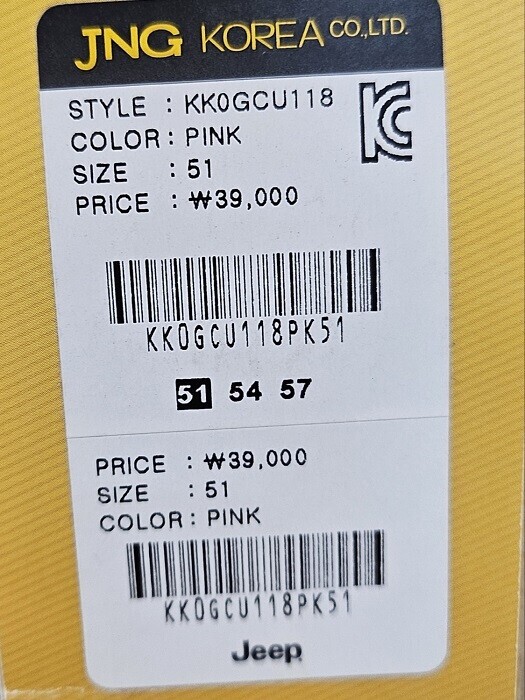 JNG KOREA CO.,LTD.
STYLE : KK0GCU118
COLOR : PINK
SIZE : 51
PRICE : ₩39,000
KC
KK0GCU118PK51
51 54 57
PRICE : ₩39,000
SIZE : 51
COLOR : PINK
KK0GCU118PK51
Jeep